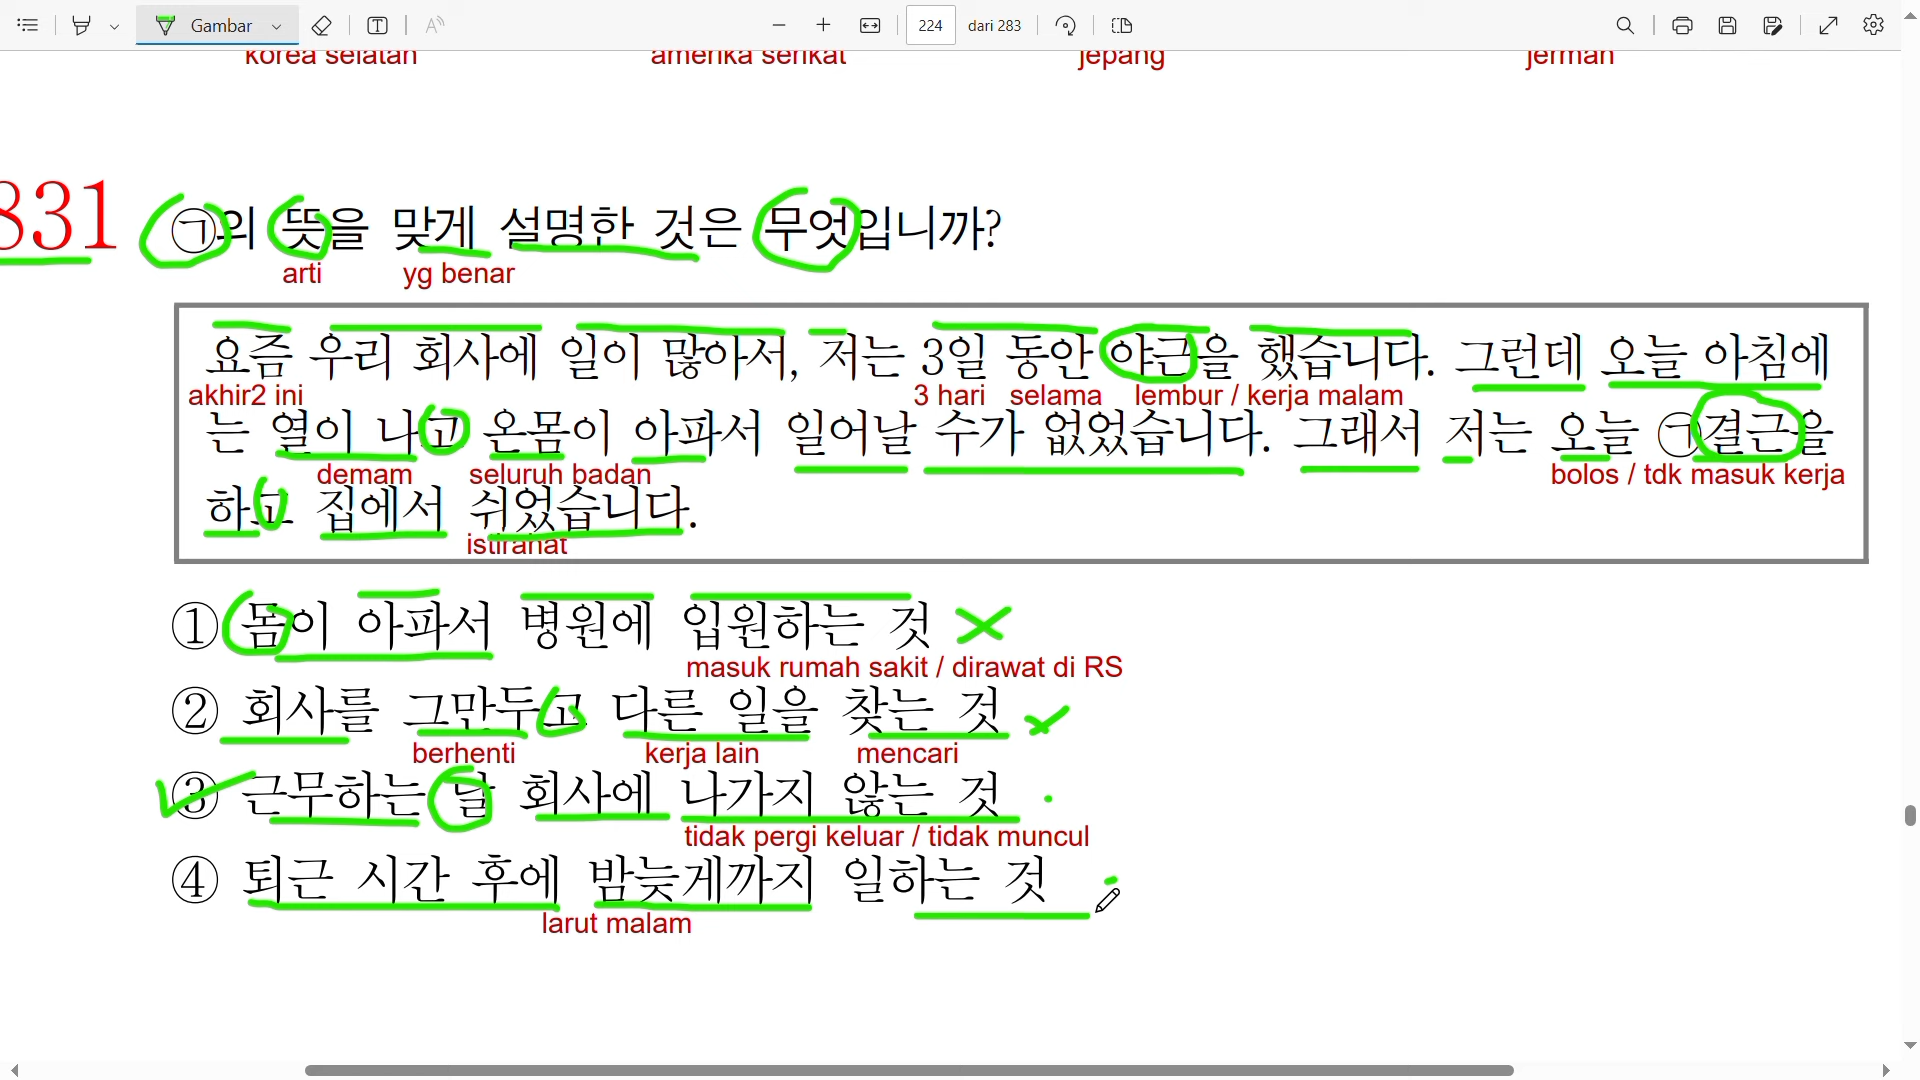 Gambar 224 dari 283
korea selatan amerika serikat jepang jerman
831 ㉠의 뜻을 맞게 설명한 것은 무엇입니까?
arti yg benar
요즘 우리 회사에 일이 많아서, 저는 3일 동안 야근을 했습니다. 그런데 오늘 아침에
akhir2 ini 3 hari selama lembur / kerja malam
는 열이 나고 온몸이 아파서 일어날 수가 없었습니다. 그래서 저는 오늘 ㉠결근을
demam seluruh badan bolos / tdk masuk kerja
하고 집에서 쉬었습니다.
istirahat
① 몸이 아파서 병원에 입원하는 것
masuk rumah sakit / dirawat di RS
② 회사를 그만두고 다른 일을 찾는 것
berhenti kerja lain mencari
③ 근무하는 날 회사에 나가지 않는 것
tidak pergi keluar / tidak muncul
④ 퇴근 시간 후에 밤늦게까지 일하는 것
larut malam